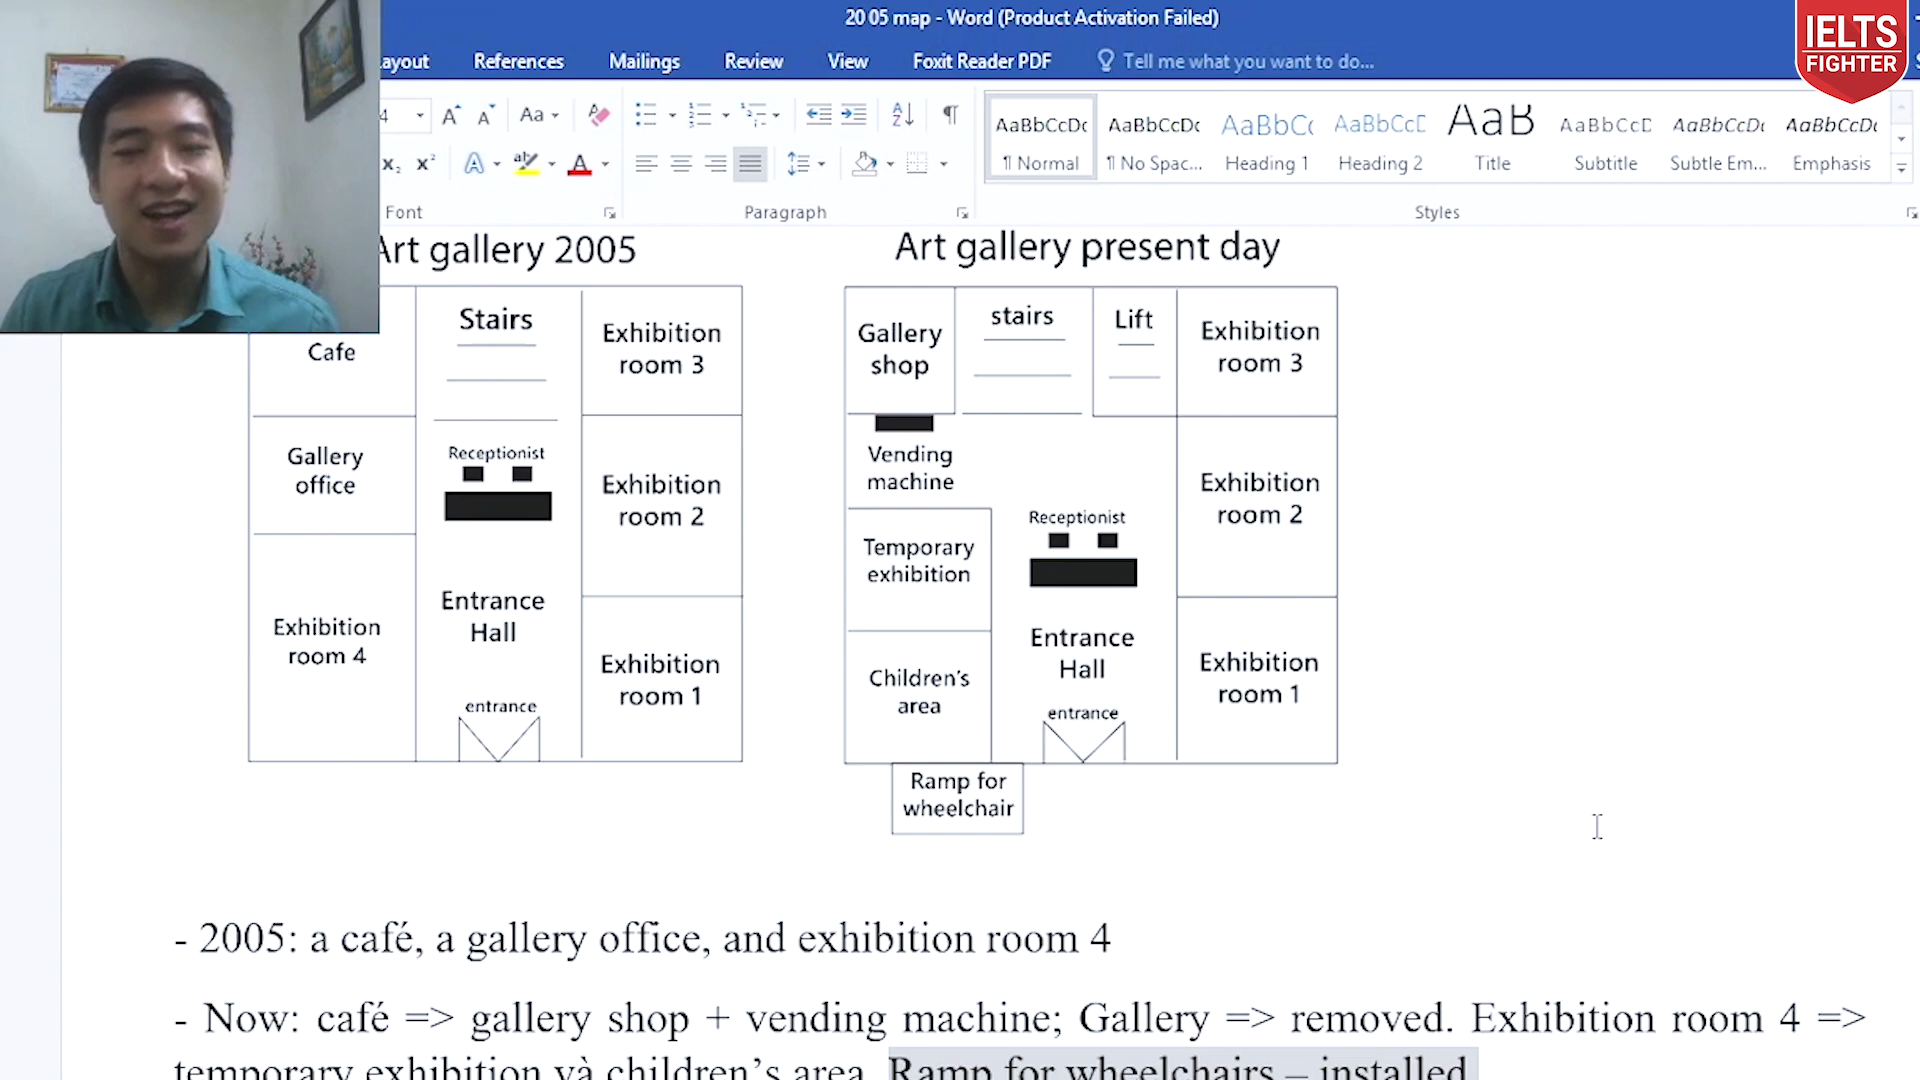 20 05 map - Word (Product Activation Failed)
IELTS
FIGHTER
References
Mailings
Review
View
Foxit Reader PDF
Tell me what you want to do...
Aa
AaBbCcDc
¶ Normal
AaBbCcDc
¶ No Spac...
AaBbCc
Heading 1
AaBbCcD
Heading 2
AaB
Title
AaBbCcD
Subtitle
AaBbCcDc
Subtle Em...
AaBbCcDc
Emphasis
Font
Paragraph
Styles
Art gallery 2005
Cafe
Stairs
Exhibition
room 3
Gallery
office
Receptionist
Exhibition
room 2
Exhibition
room 4
Entrance
Hall
Exhibition
room 1
entrance
Art gallery present day
Gallery
shop
stairs
Lift
Exhibition
room 3
Vending
machine
Exhibition
room 2
Receptionist
Temporary
exhibition
Children's
area
Entrance
Hall
Exhibition
room 1
entrance
Ramp for
wheelchair
- 2005: a café, a gallery office, and exhibition room 4
- Now: café => gallery shop + vending machine; Gallery => removed. Exhibition room 4 =>
temporary exhibition và children's area. Ramp for wheelchairs – installed